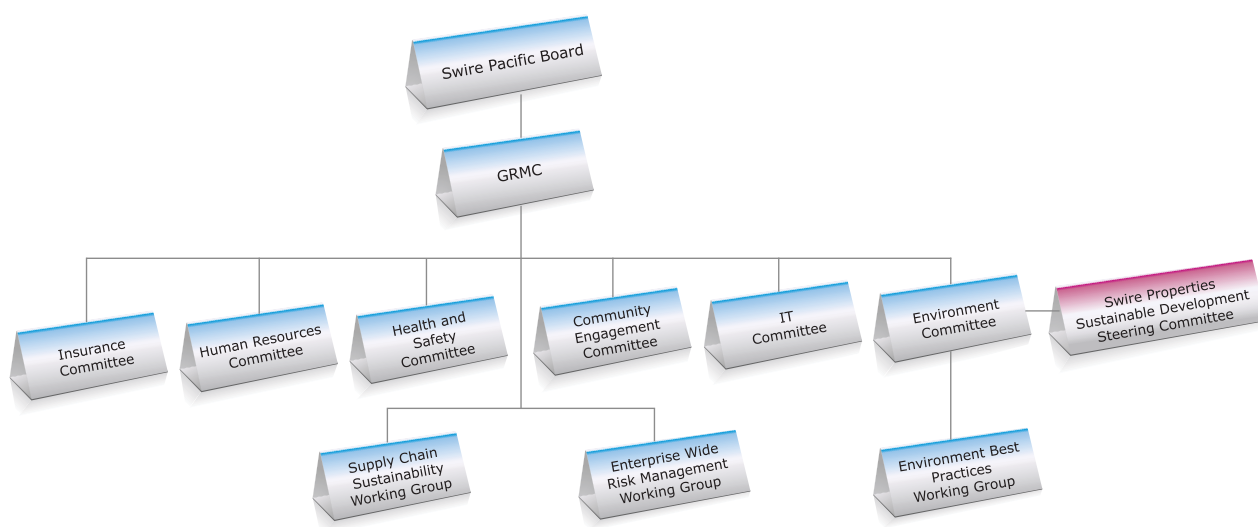 Swire Pacific Board
GRMC
Insurance
Committee
Human Resources
Committee
Health and
Safety
Committee
Community
Engagement
Committee
IT
Committee
Environment
Committee
Swire Properties
Sustainable Development
Steering Committee
Supply Chain
Sustainability
Working Group
Enterprise Wide
Risk Management
Working Group
Environment Best
Practices
Working Group